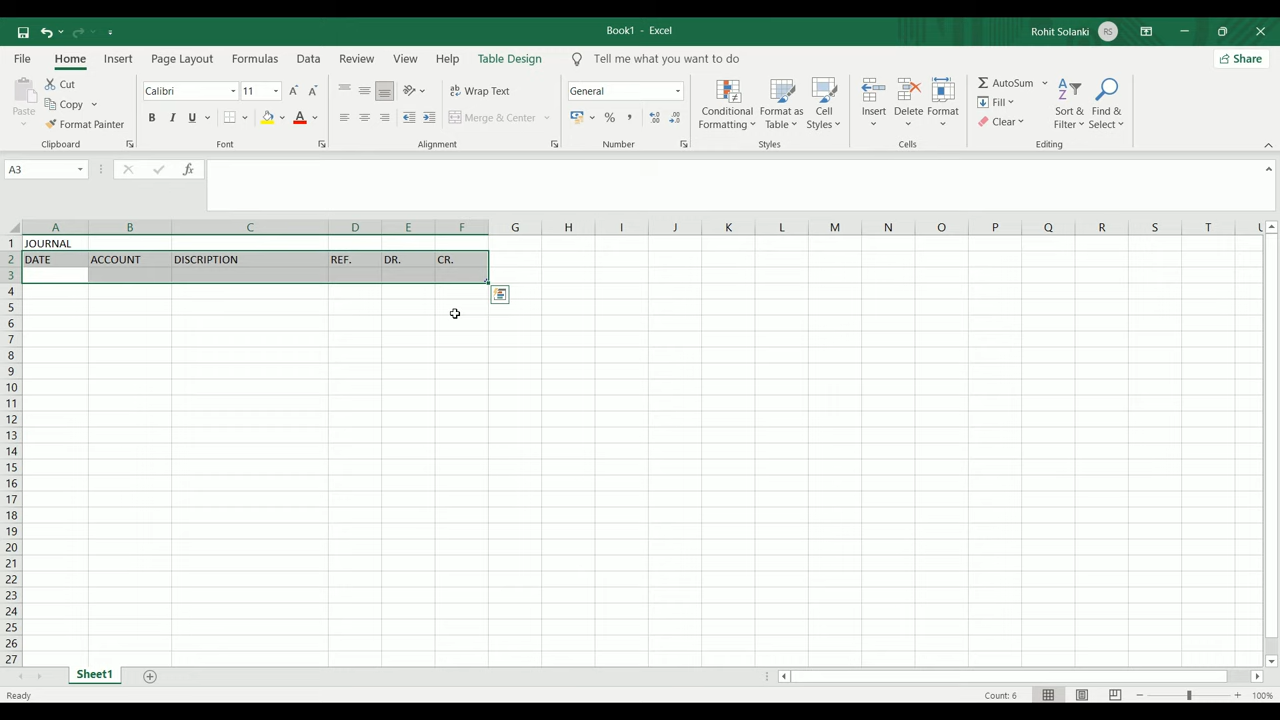 Book1 - Excel
Rohit Solanki RS
File Home Insert Page Layout Formulas Data Review View Help Table Design Tell me what you want to do Share
Paste Cut Copy Format Painter Clipboard
Calibri 11 A A B I U A Font
ab Wrap Text Merge & Center Alignment
General % , Number
Conditional Formatting Format as Table Cell Styles Styles
Insert Delete Format Cells
AutoSum Fill Clear Sort & Filter Find & Select Editing
A3 fx
A B C D E F G H I J K L M N O P Q R S T U
1 JOURNAL
2 DATE ACCOUNT DISCRIPTION REF. DR. CR.
3
4
5
6
7
8
9
10
11
12
13
14
15
16
17
18
19
20
21
22
23
24
25
26
27
Sheet1
Ready Count: 6 100%